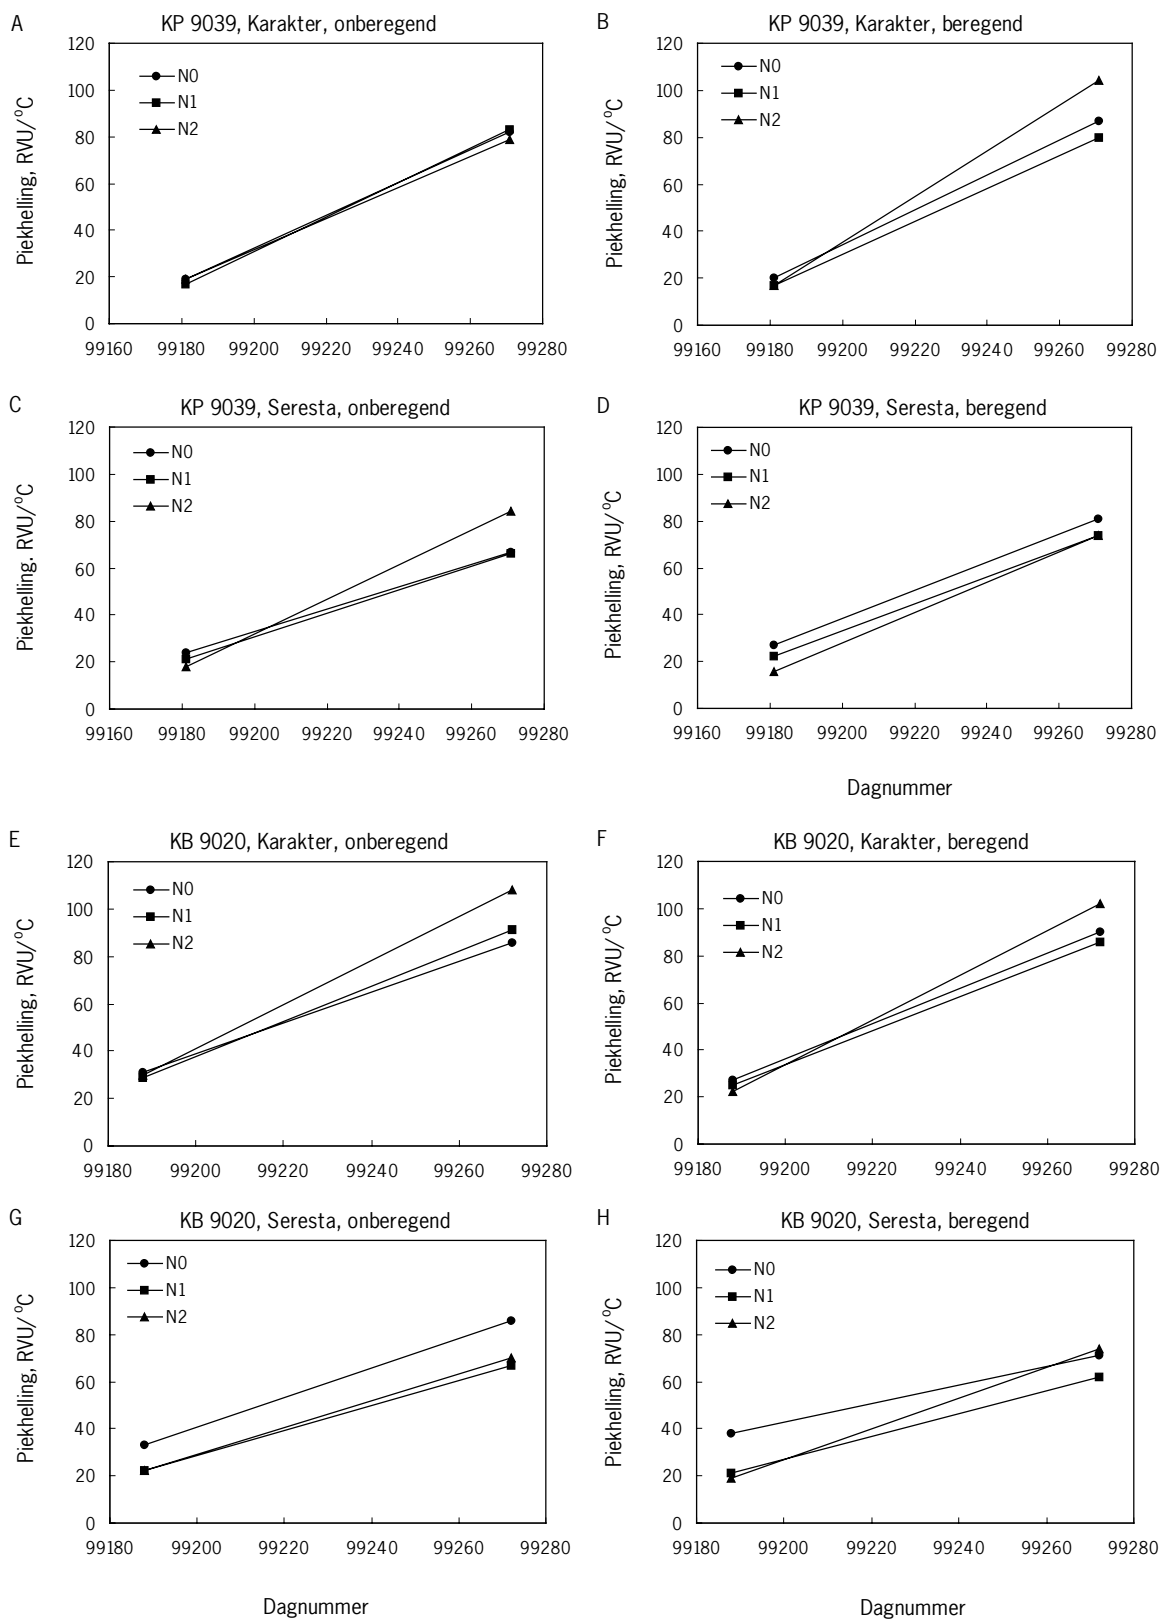 A
KP 9039, Karakter, onberegend
Piekhelling, RVU/°C
120
100
80
60
40
20
0
N0
N1
N2
99160 99180 99200 99220 99240 99260 99280
B
KP 9039, Karakter, beregend
Piekhelling, RVU/°C
120
100
80
60
40
20
0
N0
N1
N2
99160 99180 99200 99220 99240 99260 99280
C
KP 9039, Seresta, onberegend
Piekhelling. RVU/°C
120
100
80
60
40
20
0
N0
N1
N2
99160 99180 99200 99220 99240 99260 99280
D
KP 9039, Seresta, beregend
Piekhelling, RVU/°C
120
100
80
60
40
20
0
N0
N1
N2
99160 99180 99200 99220 99240 99260 99280
Dagnummer
E
KB 9020, Karakter, onberegend
Piekhelling, RVU/°C
120
100
80
60
40
20
0
N0
N1
N2
99180 99200 99220 99240 99260 99280
F
KB 9020, Karakter, beregend
Piekhelling, RVU/°C
120
100
80
60
40
20
0
N0
N1
N2
99180 99200 99220 99240 99260 99280
G
KB 9020, Seresta, onberegend
Piekhelling, RVU/°C
120
100
80
60
40
20
0
N0
N1
N2
99180 99200 99220 99240 99260 99280
Dagnummer
H
KB 9020, Seresta, beregend
Piekhelling, RVU/°C
120
100
80
60
40
20
0
N0
N1
N2
99180 99200 99220 99240 99260 99280
Dagnummer